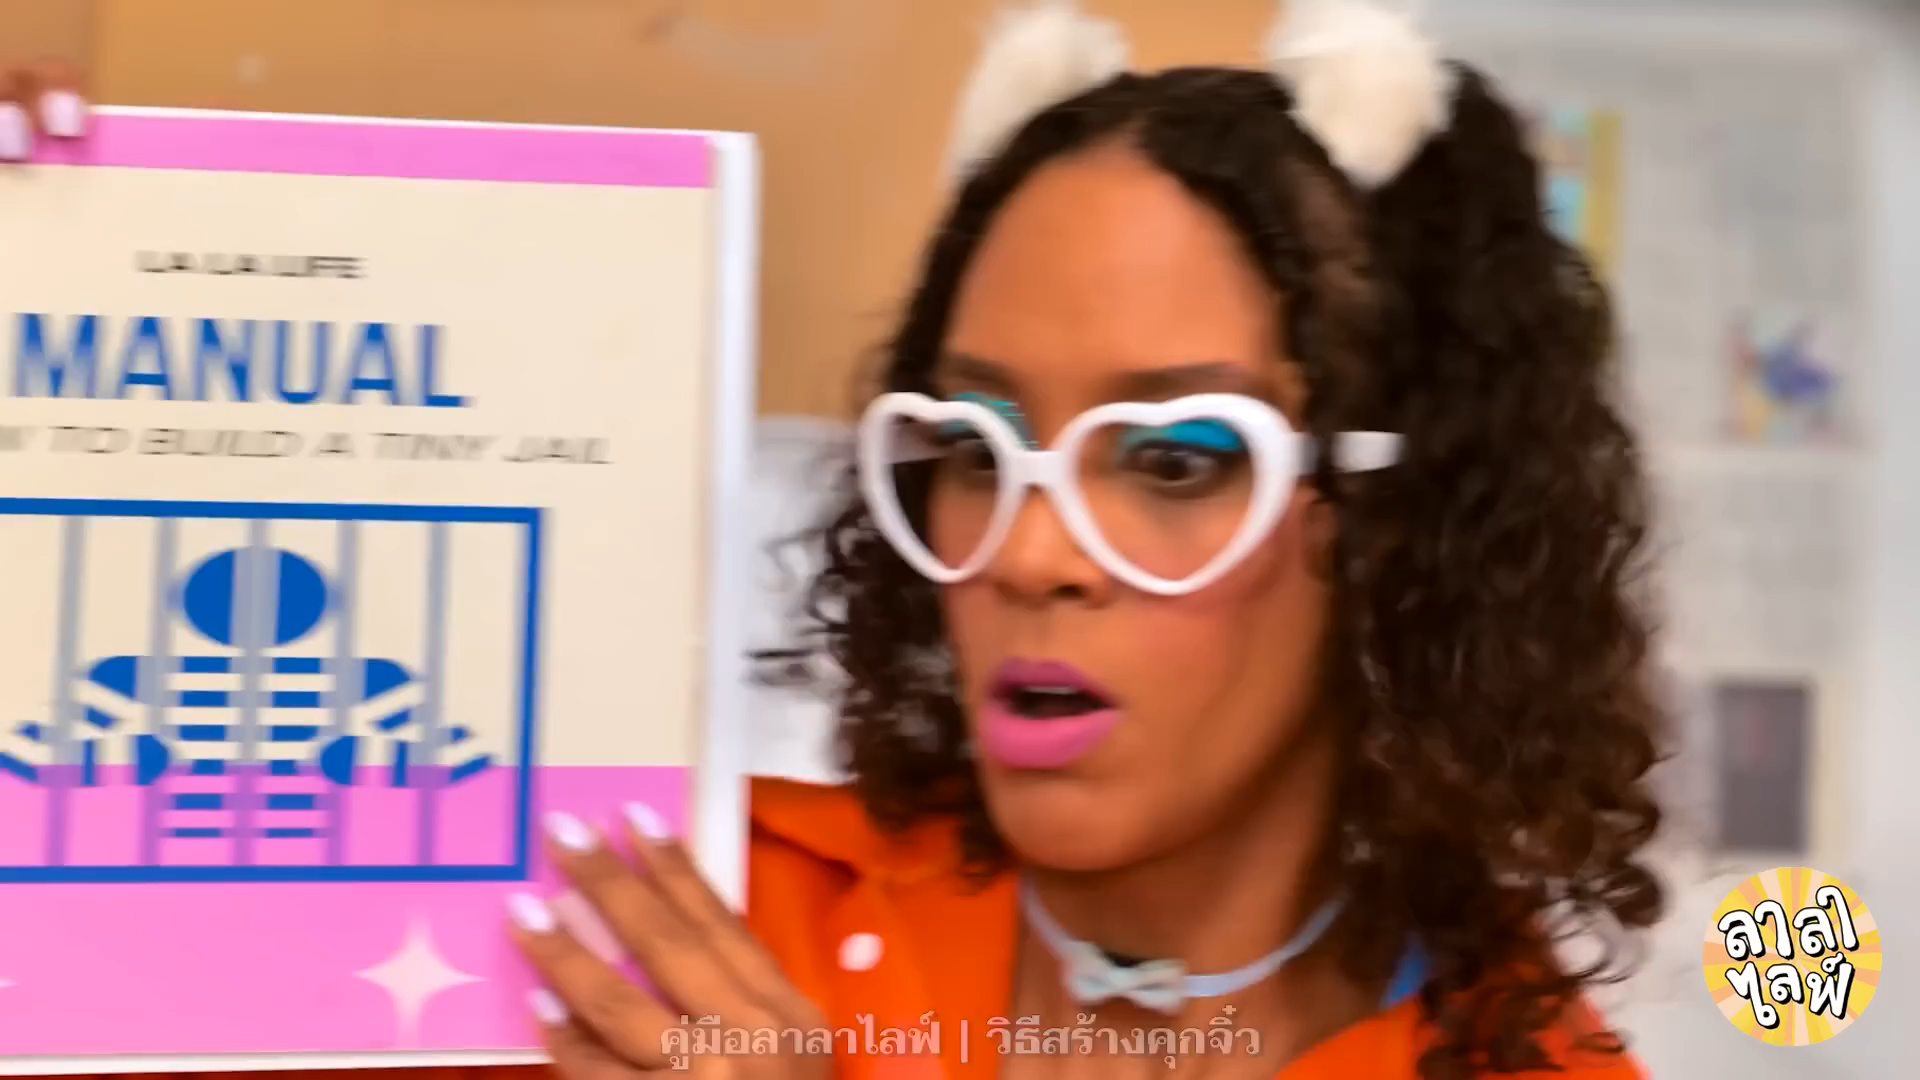 LA LA LIFE
MANUAL
TO BUILD A TINY JAIL
คู่มือลาลาไลฟ์ | วิธีสร้างคุกจิ๋ว
ลาลา
ไลฟ์